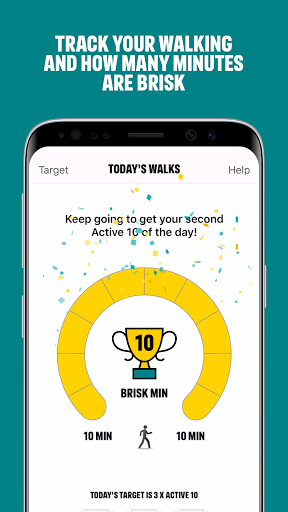 TRACK YOUR WALKING
AND HOW MANY MINUTES
ARE BRISK
Target TODAY'S WALKS Help
Keep going to get your second
Active 10 of the day!
10
BRISK MIN
10 MIN 10 MIN
TODAY'S TARGET IS 3 X ACTIVE 10